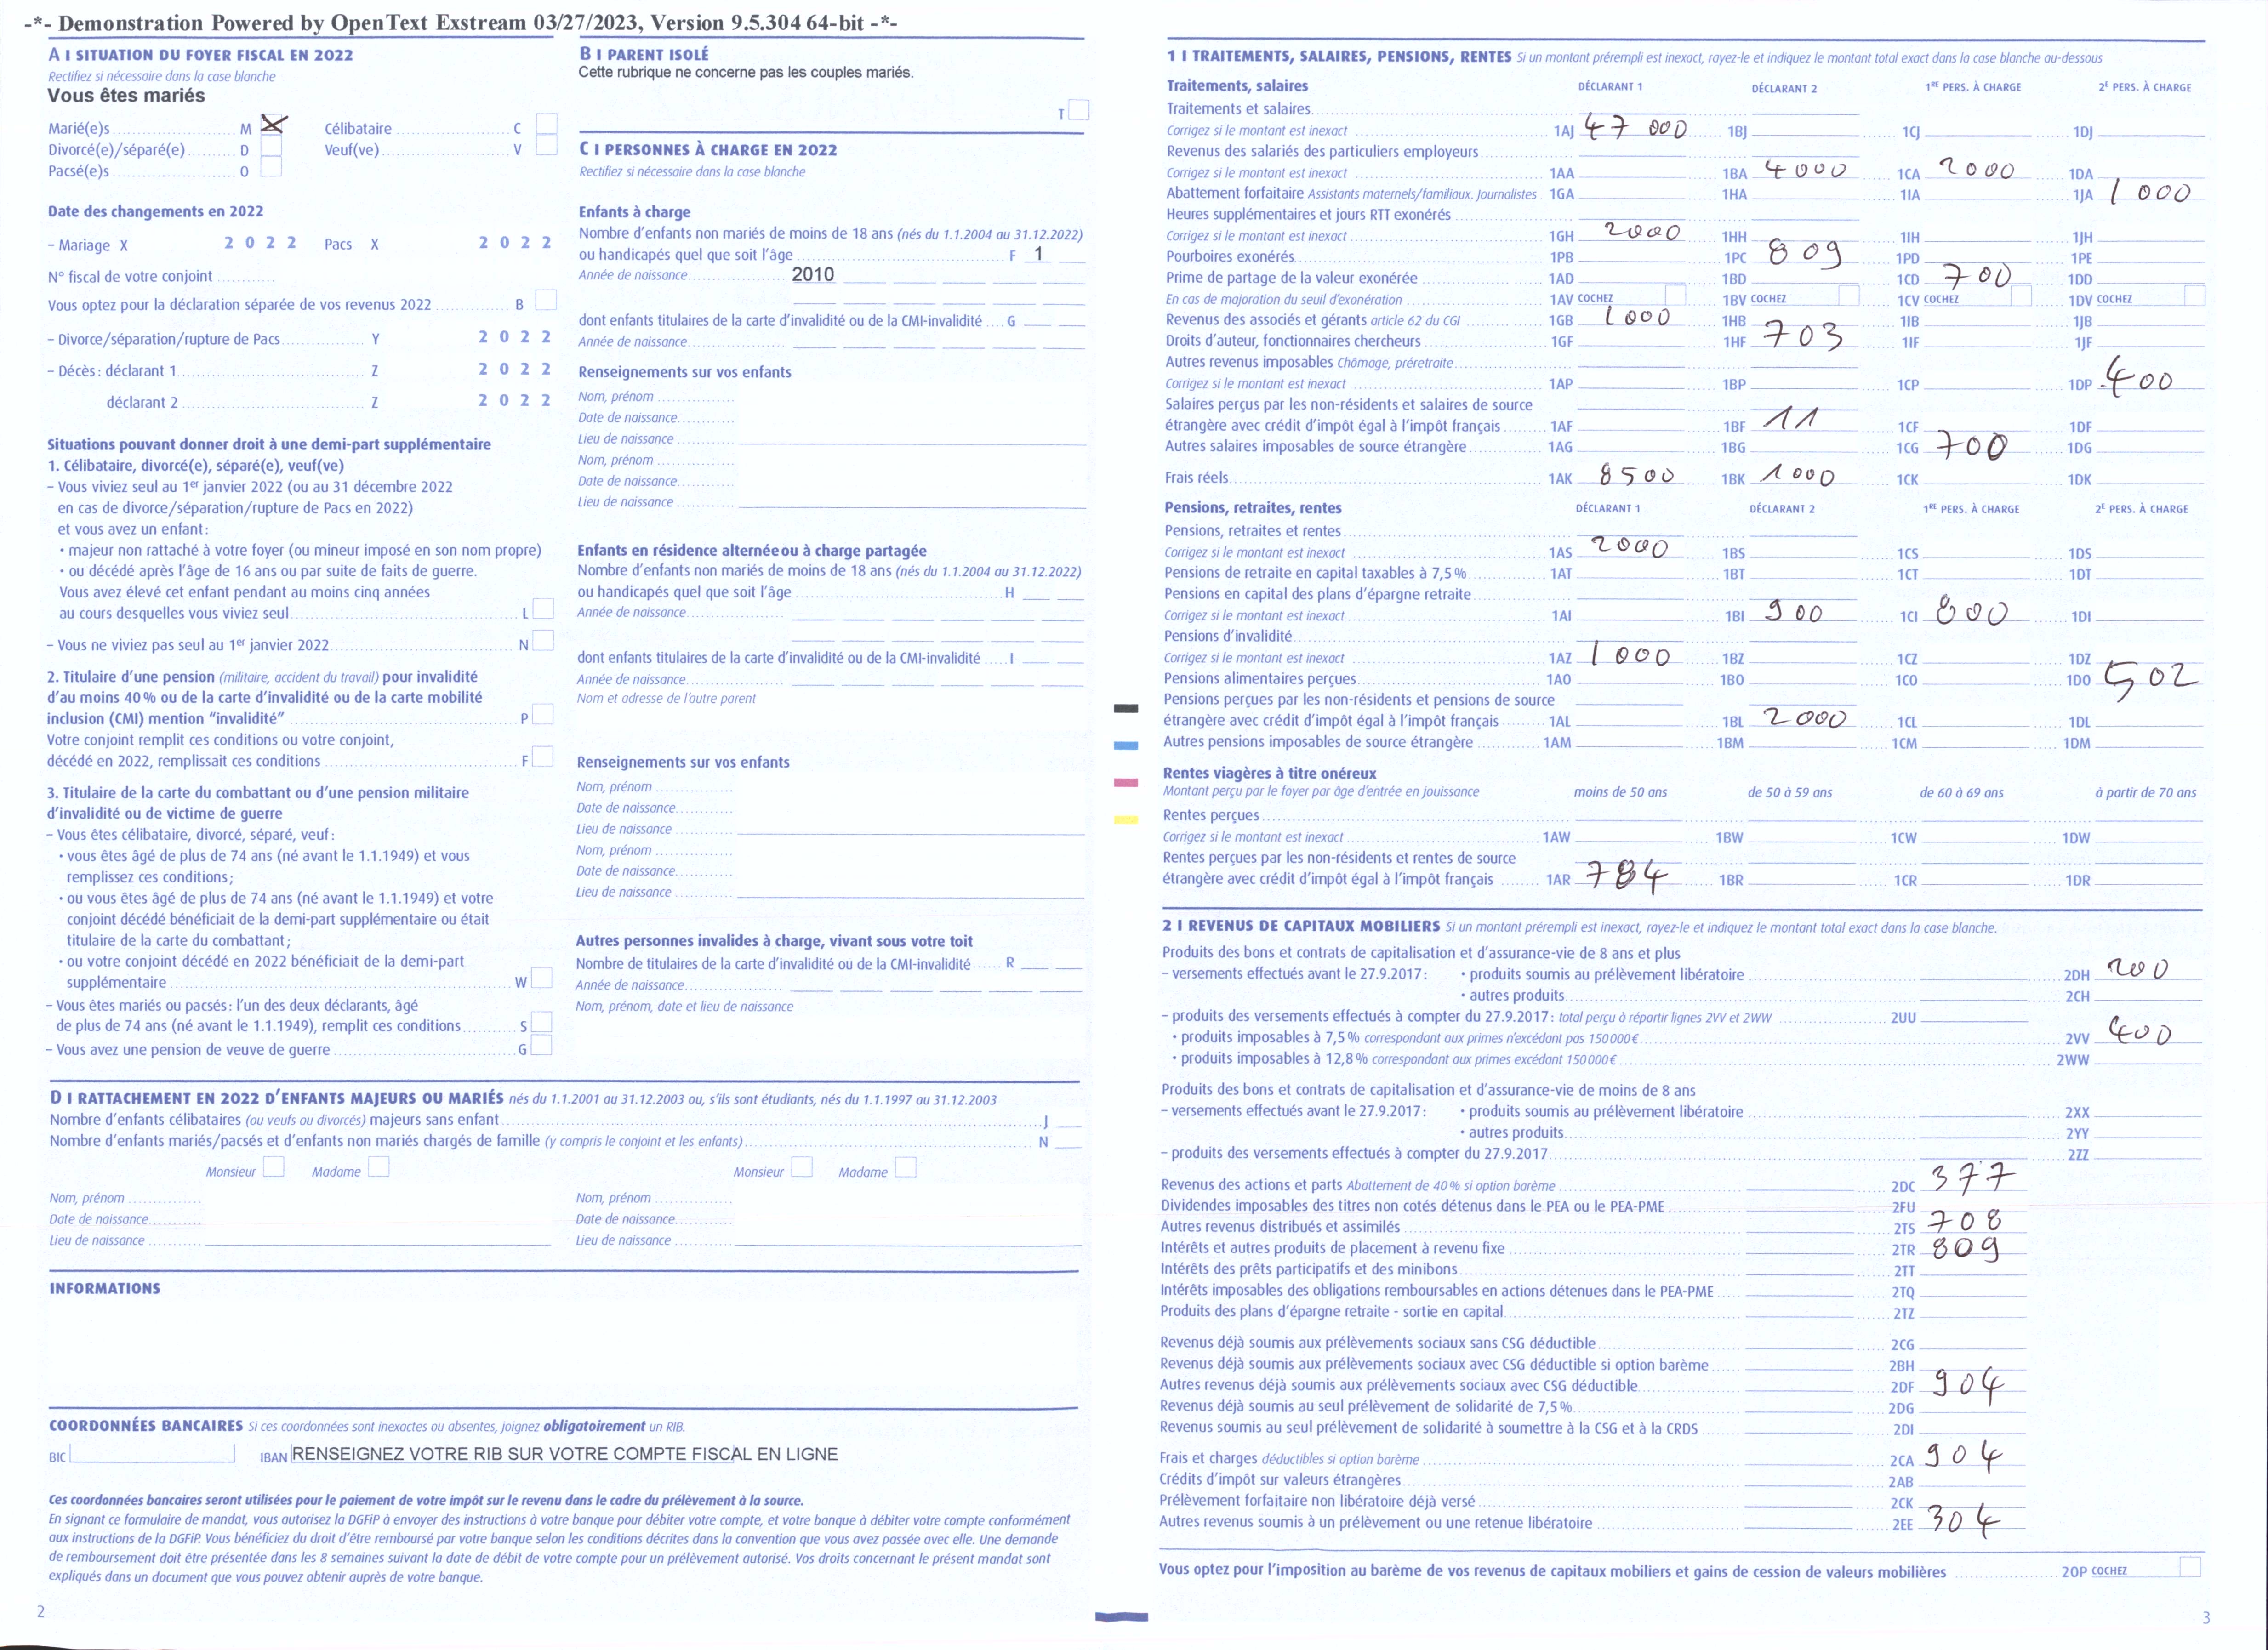 -*- Demonstration Powered by OpenText Exstream 03/27/2023, Version 9.5.304 64-bit -*-
A I SITUATION DU FOYER FISCAL EN 2022
Rectifiez si nécessaire dans la case blanche
Vous êtes mariés
Marié(e)s M X Célibataire C
Divorcé(e)/séparé(e) D Veuf(ve) V
Pacsé(e)s O
Date des changements en 2022
– Mariage X 2 0 2 2 Pacs X 2 0 2 2
N° fiscal de votre conjoint
Vous optez pour la déclaration séparée de vos revenus 2022 B
– Divorce/séparation/rupture de Pacs Y 2 0 2 2
– Décès : déclarant 1 Z 2 0 2 2
déclarant 2 Z 2 0 2 2
Situations pouvant donner droit à une demi-part supplémentaire
1. Célibataire, divorcé(e), séparé(e), veuf(ve)
– Vous viviez seul au 1er janvier 2022 (ou au 31 décembre 2022
en cas de divorce/séparation/rupture de Pacs en 2022)
et vous avez un enfant :
• majeur non rattaché à votre foyer (ou mineur imposé en son nom propre)
• ou décédé après l'âge de 16 ans ou par suite de faits de guerre.
Vous avez élevé cet enfant pendant au moins cinq années
au cours desquelles vous viviez seul L
– Vous ne viviez pas seul au 1er janvier 2022 N
2. Titulaire d'une pension (militaire, accident du travail) pour invalidité
d'au moins 40 % ou de la carte d'invalidité ou de la carte mobilité
inclusion (CMI) mention "invalidité" P
Votre conjoint remplit ces conditions ou votre conjoint,
décédé en 2022, remplissait ces conditions F
3. Titulaire de la carte du combattant ou d'une pension militaire
d'invalidité ou de victime de guerre
– Vous êtes célibataire, divorcé, séparé, veuf :
• vous êtes âgé de plus de 74 ans (né avant le 1.1.1949) et vous
remplissez ces conditions ;
• ou vous êtes âgé de plus de 74 ans (né avant le 1.1.1949) et votre
conjoint décédé bénéficiait de la demi-part supplémentaire ou était
titulaire de la carte du combattant ;
• ou votre conjoint décédé en 2022 bénéficiait de la demi-part
supplémentaire W
– Vous êtes mariés ou pacsés : l'un des deux déclarants, âgé
de plus de 74 ans (né avant le 1.1.1949), remplit ces conditions S
– Vous avez une pension de veuve de guerre G
B I PARENT ISOLÉ
Cette rubrique ne concerne pas les couples mariés.
T
C I PERSONNES À CHARGE EN 2022
Rectifiez si nécessaire dans la case blanche
Enfants à charge
Nombre d'enfants non mariés de moins de 18 ans (nés du 1.1.2004 au 31.12.2022)
ou handicapés quel que soit l'âge F 1
Année de naissance 2010
dont enfants titulaires de la carte d'invalidité ou de la CMI-invalidité G
Année de naissance
Renseignements sur vos enfants
Nom, prénom
Date de naissance
Lieu de naissance
Nom, prénom
Date de naissance
Lieu de naissance
Enfants en résidence alternée ou à charge partagée
Nombre d'enfants non mariés de moins de 18 ans (nés du 1.1.2004 au 31.12.2022)
ou handicapés quel que soit l'âge H
Année de naissance
dont enfants titulaires de la carte d'invalidité ou de la CMI-invalidité I
Année de naissance
Nom et adresse de l'autre parent
Renseignements sur vos enfants
Nom, prénom
Date de naissance
Lieu de naissance
Nom, prénom
Date de naissance
Lieu de naissance
Autres personnes invalides à charge, vivant sous votre toit
Nombre de titulaires de la carte d'invalidité ou de la CMI-invalidité R
Année de naissance
Nom, prénom, date et lieu de naissance
D I RATTACHEMENT EN 2022 D'ENFANTS MAJEURS OU MARIÉS nés du 1.1.2001 au 31.12.2003 ou, s'ils sont étudiants, nés du 1.1.1997 au 31.12.2003
Nombre d'enfants célibataires (ou veufs ou divorcés) majeurs sans enfant J
Nombre d'enfants mariés/pacsés et d'enfants non mariés chargés de famille (y compris le conjoint et les enfants) N
Monsieur Madame Monsieur Madame
Nom, prénom Nom, prénom
Date de naissance Date de naissance
Lieu de naissance Lieu de naissance
INFORMATIONS
COORDONNÉES BANCAIRES Si ces coordonnées sont inexactes ou absentes, joignez obligatoirement un RIB.
BIC IBAN RENSEIGNEZ VOTRE RIB SUR VOTRE COMPTE FISCAL EN LIGNE
Ces coordonnées bancaires seront utilisées pour le paiement de votre impôt sur le revenu dans le cadre du prélèvement à la source.
En signant ce formulaire de mandat, vous autorisez la DGFiP à envoyer des instructions à votre banque pour débiter votre compte, et votre banque à débiter votre compte conformément
aux instructions de la DGFiP. Vous bénéficiez du droit d'être remboursé par votre banque selon les conditions décrites dans la convention que vous avez passée avec elle. Une demande
de remboursement doit être présentée dans les 8 semaines suivant la date de débit de votre compte pour un prélèvement autorisé. Vos droits concernant le présent mandat sont
expliqués dans un document que vous pouvez obtenir auprès de votre banque.
2
1 I TRAITEMENTS, SALAIRES, PENSIONS, RENTES Si un montant prérempli est inexact, rayez-le et indiquez le montant total exact dans la case blanche au-dessous
Traitements, salaires DÉCLARANT 1 DÉCLARANT 2 1RE PERS. À CHARGE 2E PERS. À CHARGE
Traitements et salaires
Corrigez si le montant est inexact 1AJ 47 000 1BJ 1CJ 1DJ
Revenus des salariés des particuliers employeurs
Corrigez si le montant est inexact 1AA 1BA 4000 1CA 2000 1DA
Abattement forfaitaire Assistants maternels/familiaux. Journalistes 1GA 1HA 1IA 1JA 1 000
Heures supplémentaires et jours RTT exonérés
Corrigez si le montant est inexact 1GH 2000 1HH 1IH 1JH
Pourboires exonérés 1PB 1PC 809 1PD 1PE
Prime de partage de la valeur exonérée 1AD 1BD 1CD 700 1DD
En cas de majoration du seuil d'exonération 1AV COCHEZ 1BV COCHEZ 1CV COCHEZ 1DV COCHEZ
Revenus des associés et gérants article 62 du CGI 1GB 1000 1HB 1IB 1JB
Droits d'auteur, fonctionnaires chercheurs 1GF 1HF 703 1IF 1JF
Autres revenus imposables Chômage, préretraite
Corrigez si le montant est inexact 1AP 1BP 1CP 1DP 400
Salaires perçus par les non-résidents et salaires de source
étrangère avec crédit d'impôt égal à l'impôt français 1AF 1BF 11 1CF 1DF
Autres salaires imposables de source étrangère 1AG 1BG 1CG 700 1DG
Frais réels 1AK 8500 1BK 1000 1CK 1DK
Pensions, retraites, rentes DÉCLARANT 1 DÉCLARANT 2 1RE PERS. À CHARGE 2E PERS. À CHARGE
Pensions, retraites et rentes
Corrigez si le montant est inexact 1AS 2000 1BS 1CS 1DS
Pensions de retraite en capital taxables à 7,5 % 1AT 1BT 1CT 1DT
Pensions en capital des plans d'épargne retraite
Corrigez si le montant est inexact 1AI 1BI 900 1CI 800 1DI
Pensions d'invalidité
Corrigez si le montant est inexact 1AZ 1000 1BZ 1CZ 1DZ
Pensions alimentaires perçues 1AO 1BO 1CO 1DO 502
Pensions perçues par les non-résidents et pensions de source
étrangère avec crédit d'impôt égal à l'impôt français 1AL 1BL 2000 1CL 1DL
Autres pensions imposables de source étrangère 1AM 1BM 1CM 1DM
Rentes viagères à titre onéreux
Montant perçu par le foyer par âge d'entrée en jouissance moins de 50 ans de 50 à 59 ans de 60 à 69 ans à partir de 70 ans
Rentes perçues
Corrigez si le montant est inexact 1AW 1BW 1CW 1DW
Rentes perçues par les non-résidents et rentes de source
étrangère avec crédit d'impôt égal à l'impôt français 1AR 784 1BR 1CR 1DR
2 I REVENUS DE CAPITAUX MOBILIERS Si un montant prérempli est inexact, rayez-le et indiquez le montant total exact dans la case blanche.
Produits des bons et contrats de capitalisation et d'assurance-vie de 8 ans et plus
– versements effectués avant le 27.9.2017 : • produits soumis au prélèvement libératoire 2DH 200
• autres produits 2CH
– produits des versements effectués à compter du 27.9.2017 : total perçu à répartir lignes 2VV et 2WW 2UU
• produits imposables à 7,5 % correspondant aux primes n'excédant pas 150 000 € 2VV 400
• produits imposables à 12,8 % correspondant aux primes excédant 150 000 € 2WW
Produits des bons et contrats de capitalisation et d'assurance-vie de moins de 8 ans
– versements effectués avant le 27.9.2017 : • produits soumis au prélèvement libératoire 2XX
• autres produits 2YY
– produits des versements effectués à compter du 27.9.2017 2ZZ
Revenus des actions et parts Abattement de 40 % si option barème 2DC 377
Dividendes imposables des titres non cotés détenus dans le PEA ou le PEA-PME 2FU
Autres revenus distribués et assimilés 2TS 708
Intérêts et autres produits de placement à revenu fixe 2TR 809
Intérêts des prêts participatifs et des minibons 2TT
Intérêts imposables des obligations remboursables en actions détenues dans le PEA-PME 2TQ
Produits des plans d'épargne retraite - sortie en capital 2TZ
Revenus déjà soumis aux prélèvements sociaux sans CSG déductible 2CG
Revenus déjà soumis aux prélèvements sociaux avec CSG déductible si option barème 2BH
Autres revenus déjà soumis aux prélèvements sociaux avec CSG déductible 2DF 904
Revenus déjà soumis au seul prélèvement de solidarité de 7,5 % 2DG
Revenus soumis au seul prélèvement de solidarité à soumettre à la CSG et à la CRDS 2DI
Frais et charges déductibles si option barème 2CA 904
Crédits d'impôt sur valeurs étrangères 2AB
Prélèvement forfaitaire non libératoire déjà versé 2CK
Autres revenus soumis à un prélèvement ou une retenue libératoire 2EE 304
Vous optez pour l'imposition au barème de vos revenus de capitaux mobiliers et gains de cession de valeurs mobilières 2OP COCHEZ
3